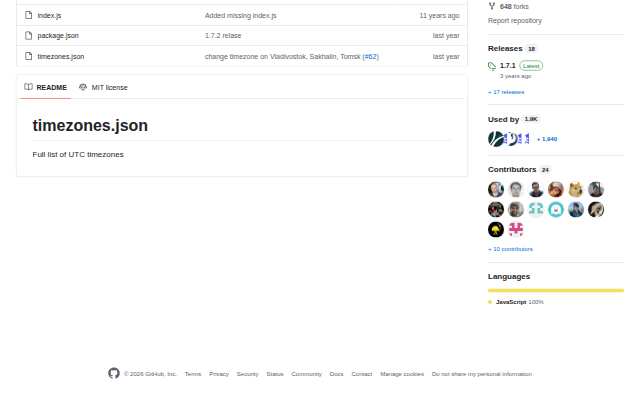 index.js Added missing index.js 11 years ago
package.json 1.7.2 relase last year
timezones.json change timezone on Vladivostok, Sakhalin, Tomsk (#62) last year
README MIT license
timezones.json
Full list of UTC timezones
648 forks
Report repository
Releases 18
1.7.1 Latest
3 years ago
+ 17 releases
Used by 1.9K
+ 1,940
Contributors 24
+ 10 contributors
Languages
JavaScript 100%
© 2026 GitHub, Inc. Terms Privacy Security Status Community Docs Contact Manage cookies Do not share my personal information